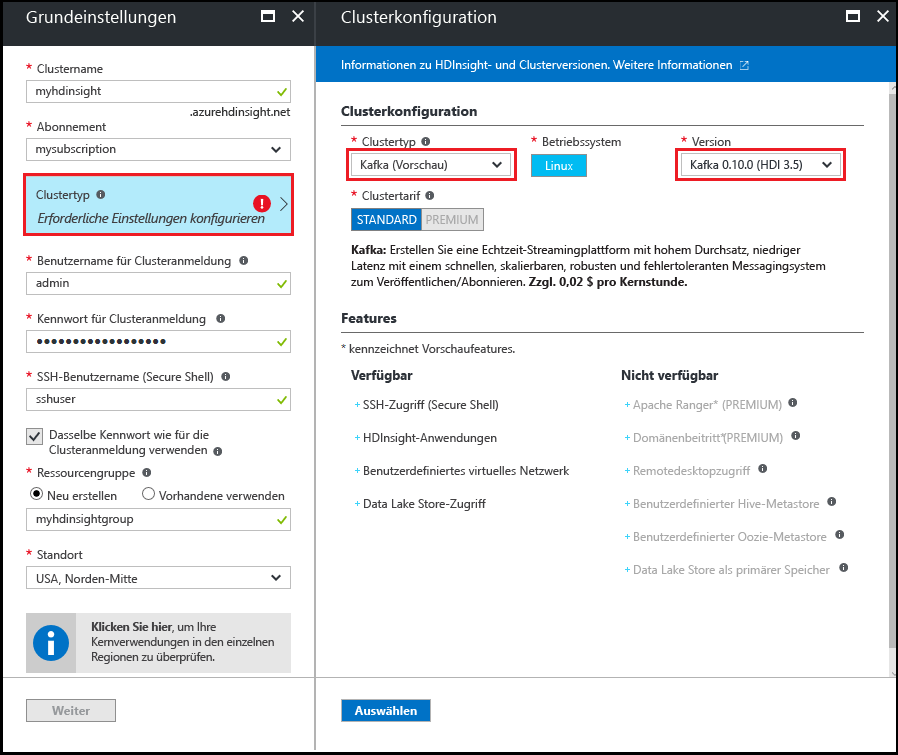 Grundeinstellungen
* Clustername
myhdinsight
.azurehdinsight.net
* Abonnement
mysubscription
Clustertyp
Erforderliche Einstellungen konfigurieren
* Benutzername für Clusteranmeldung
admin
* Kennwort für Clusteranmeldung
••••••••••••••••••
* SSH-Benutzername (Secure Shell)
sshuser
Dasselbe Kennwort wie für die
Clusteranmeldung verwenden
* Ressourcengruppe
Neu erstellen Vorhandene verwenden
myhdinsightgroup
* Standort
USA, Norden-Mitte
Klicken Sie hier, um Ihre
Kernverwendungen in den einzelnen
Regionen zu überprüfen.
Weiter
Clusterkonfiguration
Informationen zu HDInsight- und Clusterversionen. Weitere Informationen
Clusterkonfiguration
* Clustertyp * Betriebssystem * Version
Kafka (Vorschau) Linux Kafka 0.10.0 (HDI 3.5)
* Clustertarif
STANDARD PREMIUM
Kafka: Erstellen Sie eine Echtzeit-Streamingplattform mit hohem Durchsatz, niedriger
Latenz mit einem schnellen, skalierbaren, robusten und fehlertoleranten Messagingsystem
zum Veröffentlichen/Abonnieren. Zzgl. 0,02 $ pro Kernstunde.
Features
* kennzeichnet Vorschaufeatures.
Verfügbar
+ SSH-Zugriff (Secure Shell)
+ HDInsight-Anwendungen
+ Benutzerdefiniertes virtuelles Netzwerk
+ Data Lake Store-Zugriff
Nicht verfügbar
+ Apache Ranger* (PREMIUM)
+ Domänenbeitritt*(PREMIUM)
+ Remotedesktopzugriff
+ Benutzerdefinierter Hive-Metastore
+ Benutzerdefinierter Oozie-Metastore
+ Data Lake Store als primärer Speicher
Auswählen